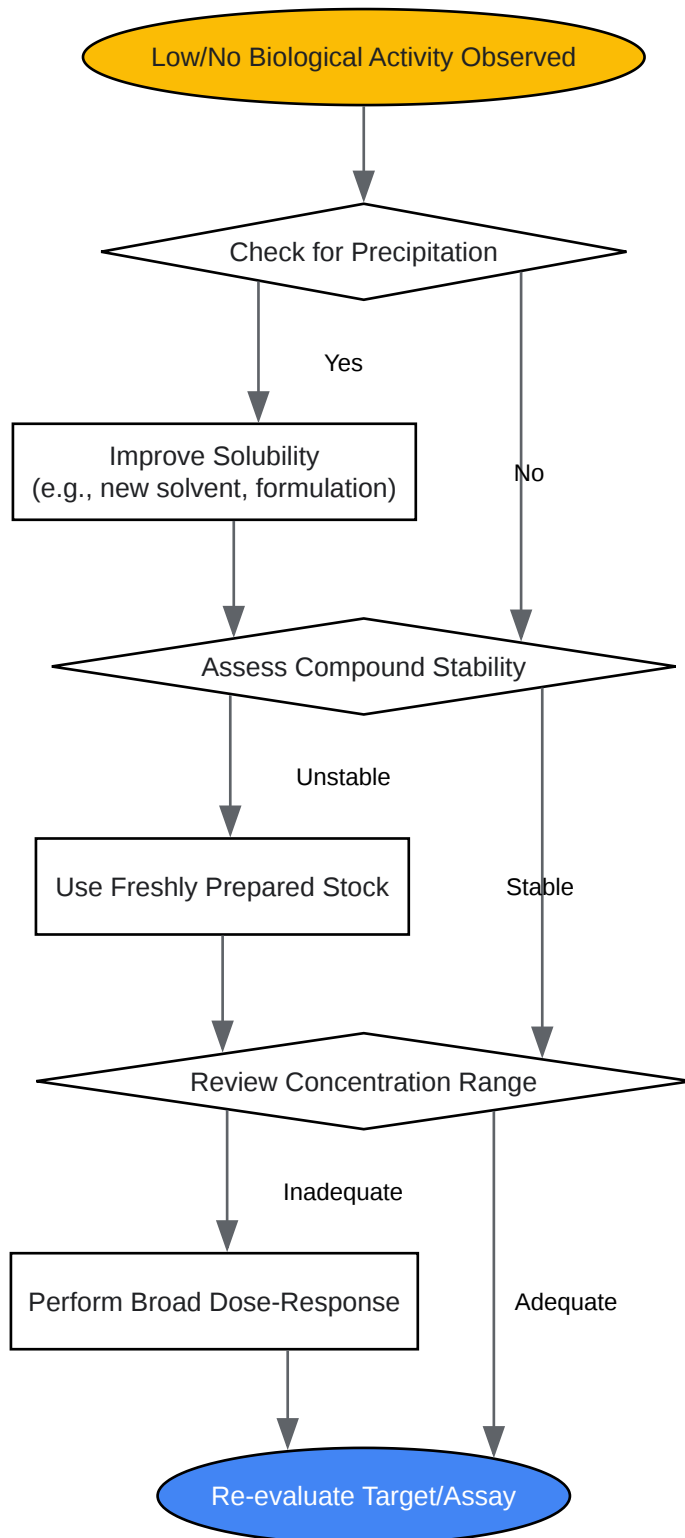 Low/No Biological Activity Observed
Check for Precipitation
Yes
Improve Solubility
(e.g., new solvent, formulation)
No
Assess Compound Stability
Unstable
Use Freshly Prepared Stock
Stable
Review Concentration Range
Inadequate
Perform Broad Dose-Response
Adequate
Re-evaluate Target/Assay